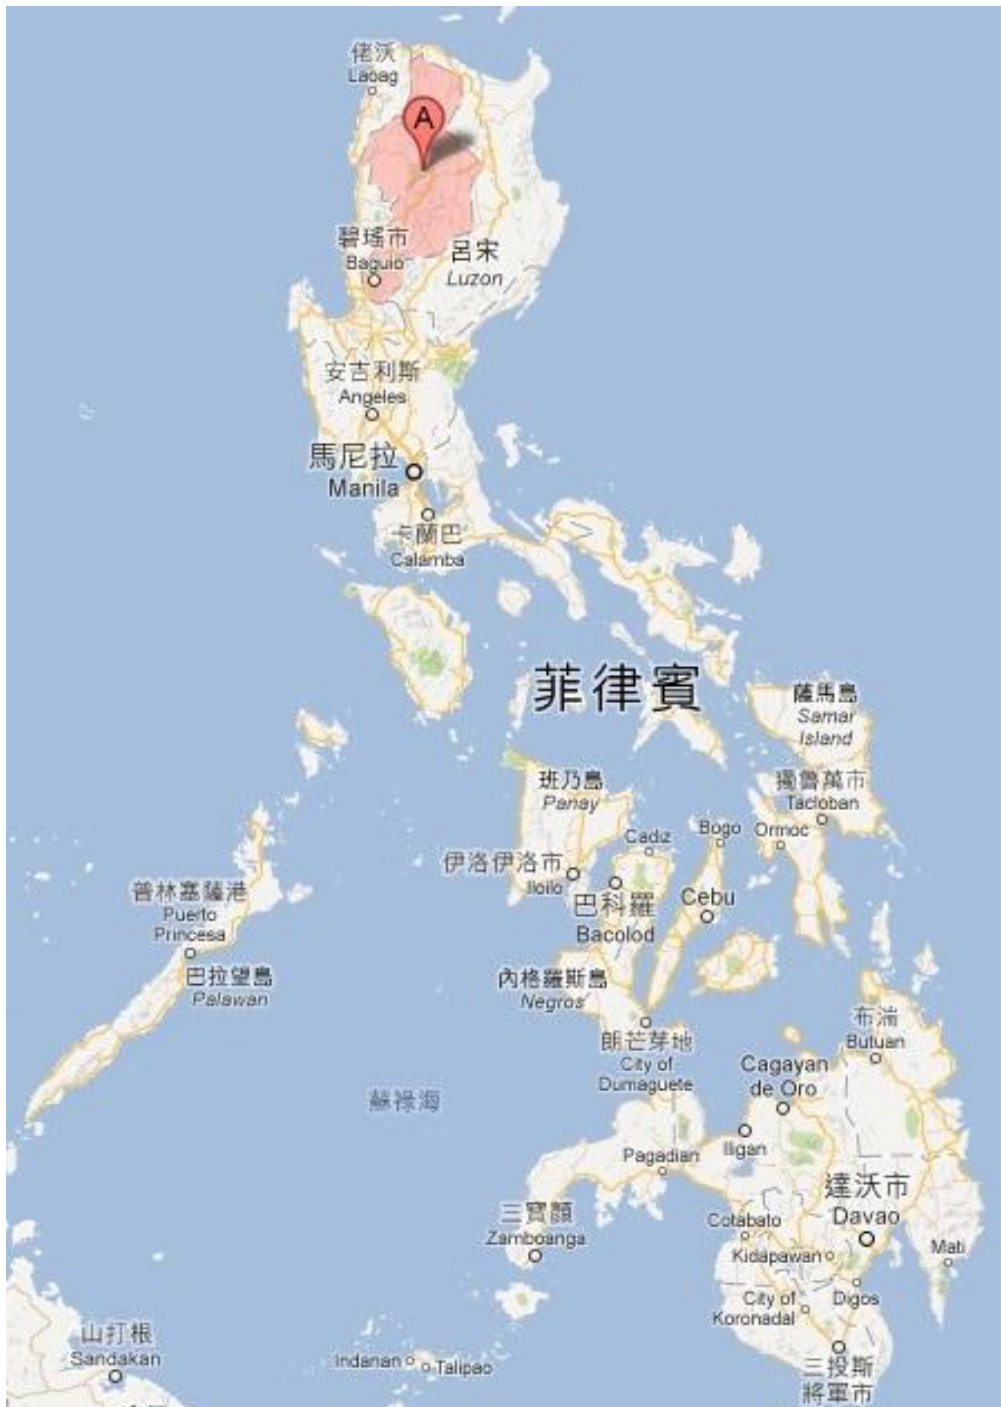 佬沃
Laoag
A
碧瑤市
Baguio
呂宋
Luzon
安吉利斯
Angeles
馬尼拉
Manila
卡蘭巴
Calamba
菲律賓
薩馬島
Samar
Island
班乃島
Panay
獨魯萬市
Tacloban
Cadiz
Bogo
Ormoc
伊洛伊洛市
Iloilo
普林塞薩港
Puerto
Princesa
巴科羅
Bacolod
Cebu
巴拉望島
Palawan
內格羅斯島
Negros
朗芒芽地
City of
Dumaguete
布湍
Butuan
Cagayan
de Oro
蘇祿海
Iligan
Pagadian
達沃市
Davao
三寶顏
Zamboanga
Cotabato
Kidapawan
Mati
City of
Koronadal
Digos
山打根
Sandakan
Indanan
Talipao
三投斯
將軍市